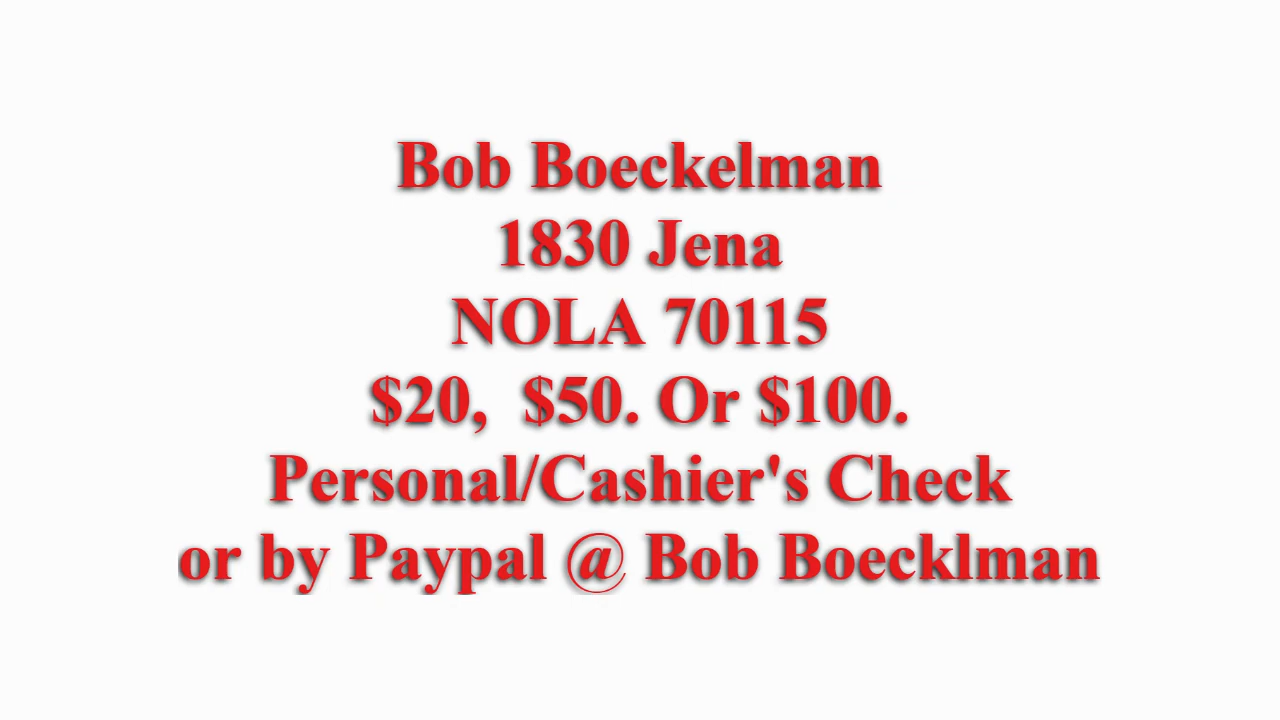 Bob Boeckelman
1830 Jena
NOLA 70115
$20,  $50. Or $100.
Personal/Cashier's Check
or by Paypal @ Bob Boecklman